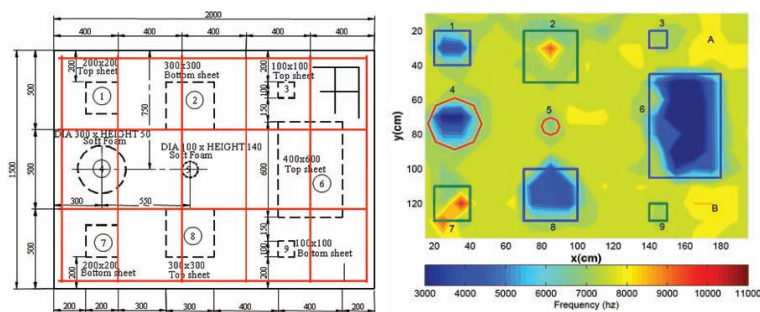 2000
400 400 400 400 400
200x200
Top sheet
300x300
Bottom sheet
100x100
Top sheet
200
500
1
2
3
750
200
100
150
DIA 300 x HEIGHT 50
Soft Foam
DIA 100 x HEIGHT 140
Soft Foam
1500
500
4
5
400x600
Top sheet
6
600
300 550
500
7
8
9
150
100
200x200
Bottom sheet
300x300
Top sheet
100x100
Bottom sheet
200
200
200 200 300 300 300 300 200 200
y(cm)
20
40
60
80
100
120
1 2 3 A
4 5 6
7 8 9 B
20 40 60 80 100 120 140 160 180
x(cm)
3000 4000 5000 6000 7000 8000 9000 10000 11000
Frequency (hz)